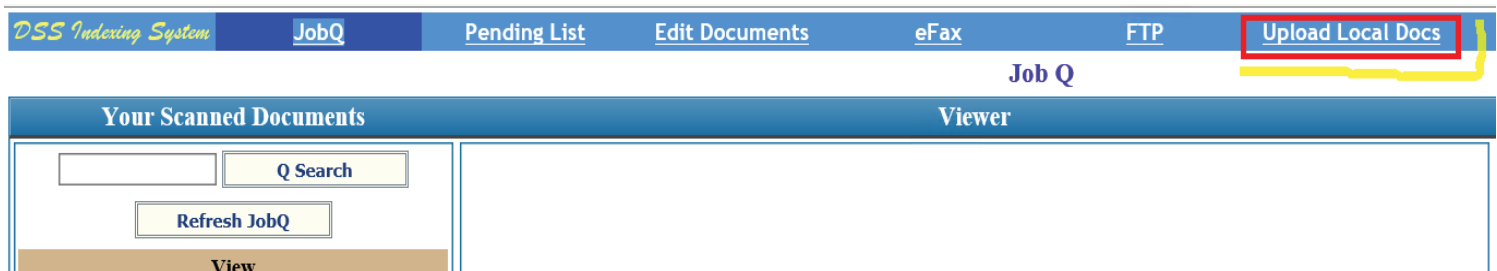 DSS Indexing System JobQ Pending List Edit Documents eFax FTP Upload Local Docs
Job Q
Your Scanned Documents Viewer
Q Search
Refresh JobQ
View